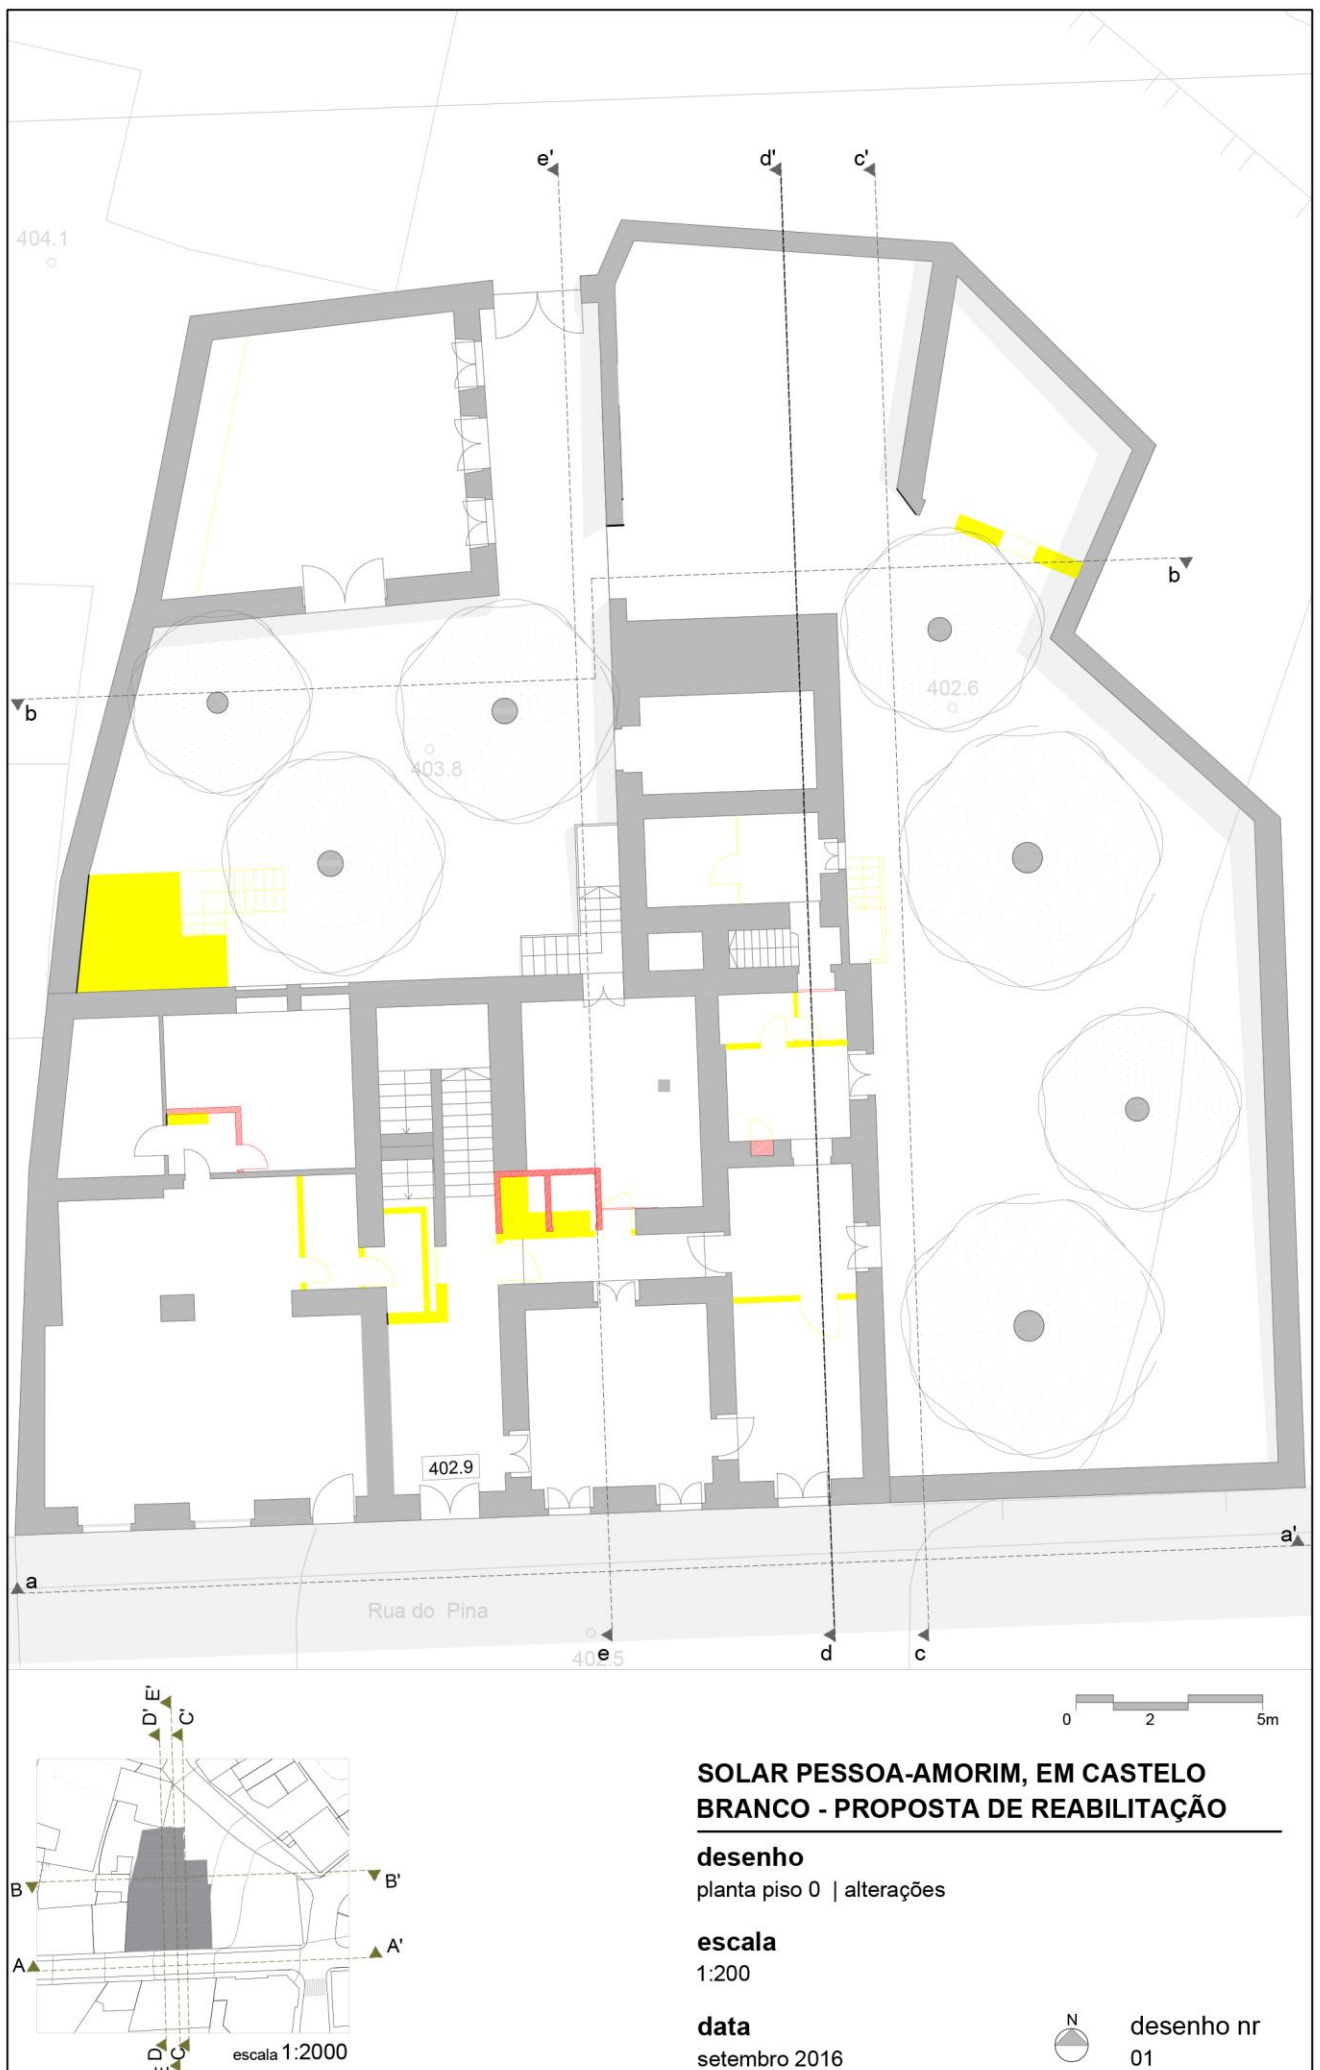 e'
d'
c'
404.1
b
402.6
b
403.8
402.9
a'
a
Rua do Pina
e
d
c
402.5
0 2 5m
D' E' C'
B B'
A A'
D E C
escala 1:2000
SOLAR PESSOA-AMORIM, EM CASTELO
BRANCO - PROPOSTA DE REABILITAÇÃO
desenho
planta piso 0 | alterações
escala
1:200
data
setembro 2016
N
desenho nr
01